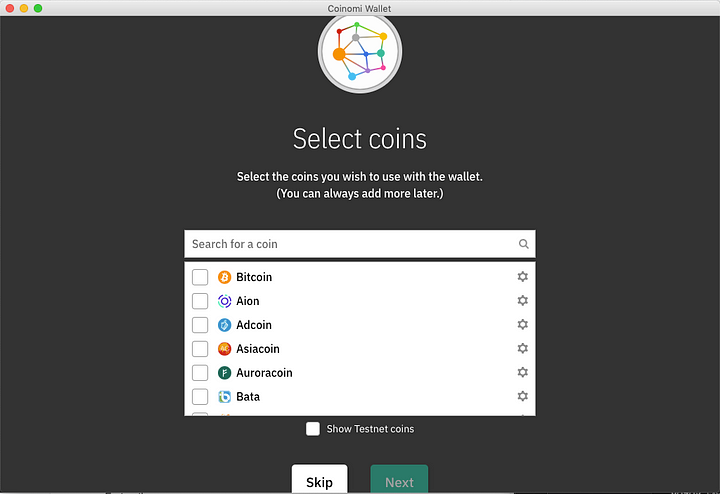 Coinomi Wallet
Select coins
Select the coins you wish to use with the wallet.
(You can always add more later.)
Search for a coin
Bitcoin
Aion
Adcoin
Asiacoin
Auroracoin
Bata
Show Testnet coins
Skip
Next